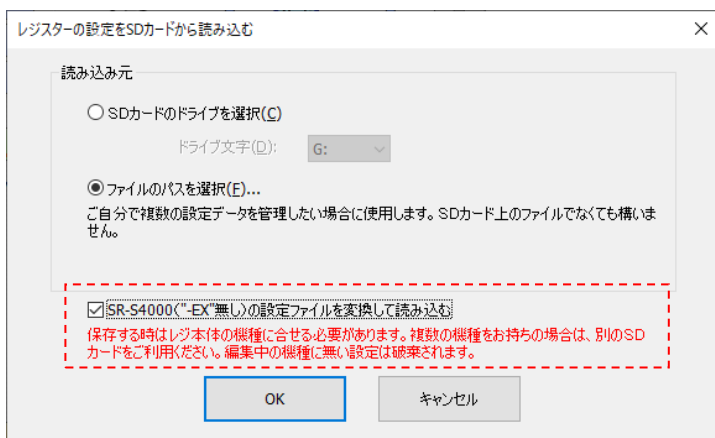 レジスターの設定をSDカードから読み込む
読み込み元
SDカードのドライブを選択(C)
ドライブ文字(D):
G:
ファイルのパスを選択(F)...
ご自分で複数の設定データを管理したい場合に使用します。SDカード上のファイルでなくても構いま
せん。
SR-S4000("-EX"無し)の設定ファイルを変換して読み込む
保存する時はレジ本体の機種に合せる必要があります。複数の機種をお持ちの場合は、別のSD
カードをご利用ください。編集中の機種に無い設定は破棄されます。
OK
キャンセル